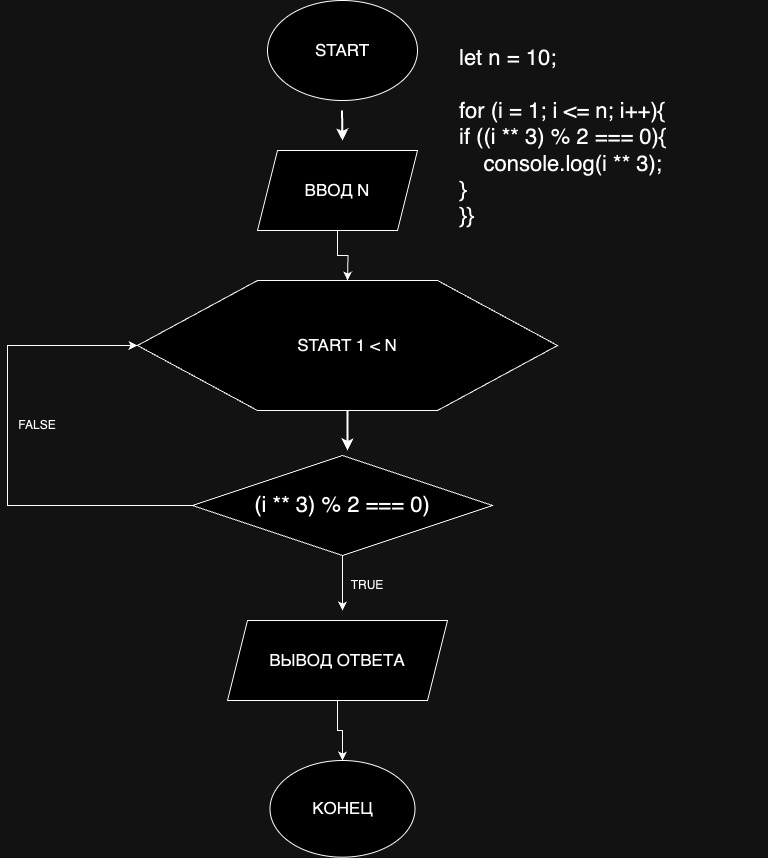 START
let n = 10;
for (i = 1; i <= n; i++){
if ((i ** 3) % 2 === 0){
console.log(i ** 3);
}
}}
ВВОД N
START 1 < N
FALSE
(i ** 3) % 2 === 0)
TRUE
ВЫВОД ОТВЕТА
КОНЕЦ